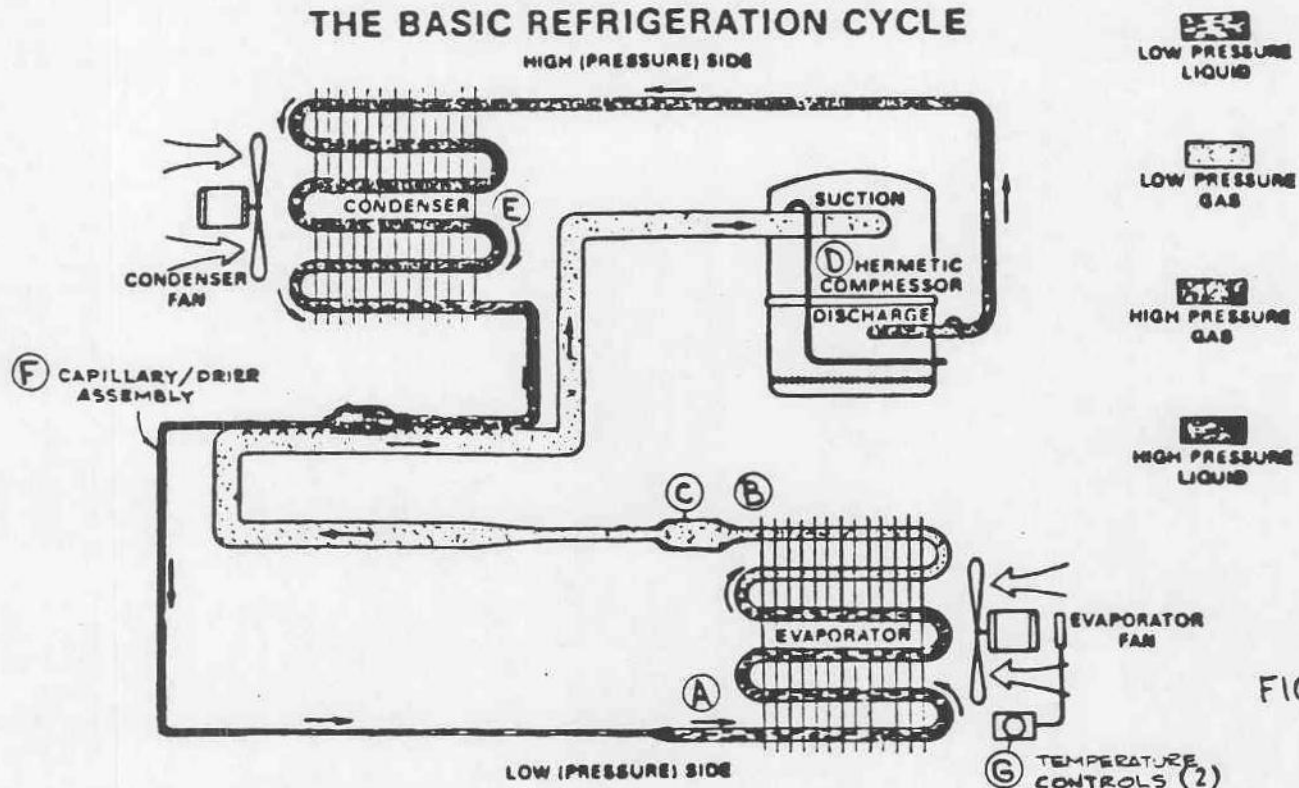 THE BASIC REFRIGERATION CYCLE
HIGH (PRESSURE) SIDE
LOW PRESSURE
LIQUID
LOW PRESSURE
GAS
HIGH PRESSURE
GAS
HIGH PRESSURE
LIQUID
CONDENSER
E
CONDENSER
FAN
SUCTION
D HERMETIC
COMPRESSOR
DISCHARGE
F CAPILLARY/DRIER
ASSEMBLY
C
B
EVAPORATOR
EVAPORATOR
FAN
A
FIG
LOW (PRESSURE) SIDE
G TEMPERATURE
CONTROLS (2)